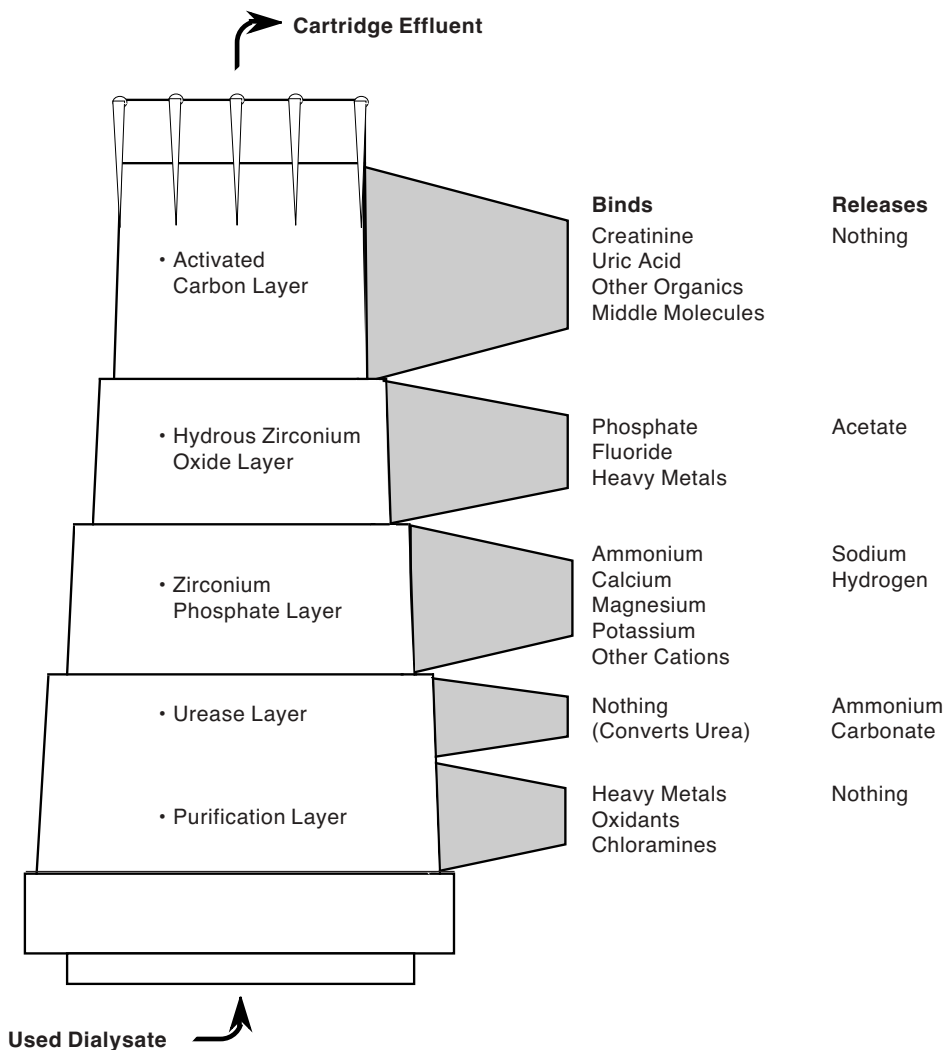 Cartridge Effluent
Binds Releases
• Activated
Carbon Layer
Creatinine
Uric Acid
Other Organics
Middle Molecules
Nothing
• Hydrous Zirconium
Oxide Layer
Phosphate
Fluoride
Heavy Metals
Acetate
• Zirconium
Phosphate Layer
Ammonium
Calcium
Magnesium
Potassium
Other Cations
Sodium
Hydrogen
• Urease Layer
Nothing
(Converts Urea)
Ammonium
Carbonate
• Purification Layer
Heavy Metals
Oxidants
Chloramines
Nothing
Used Dialysate